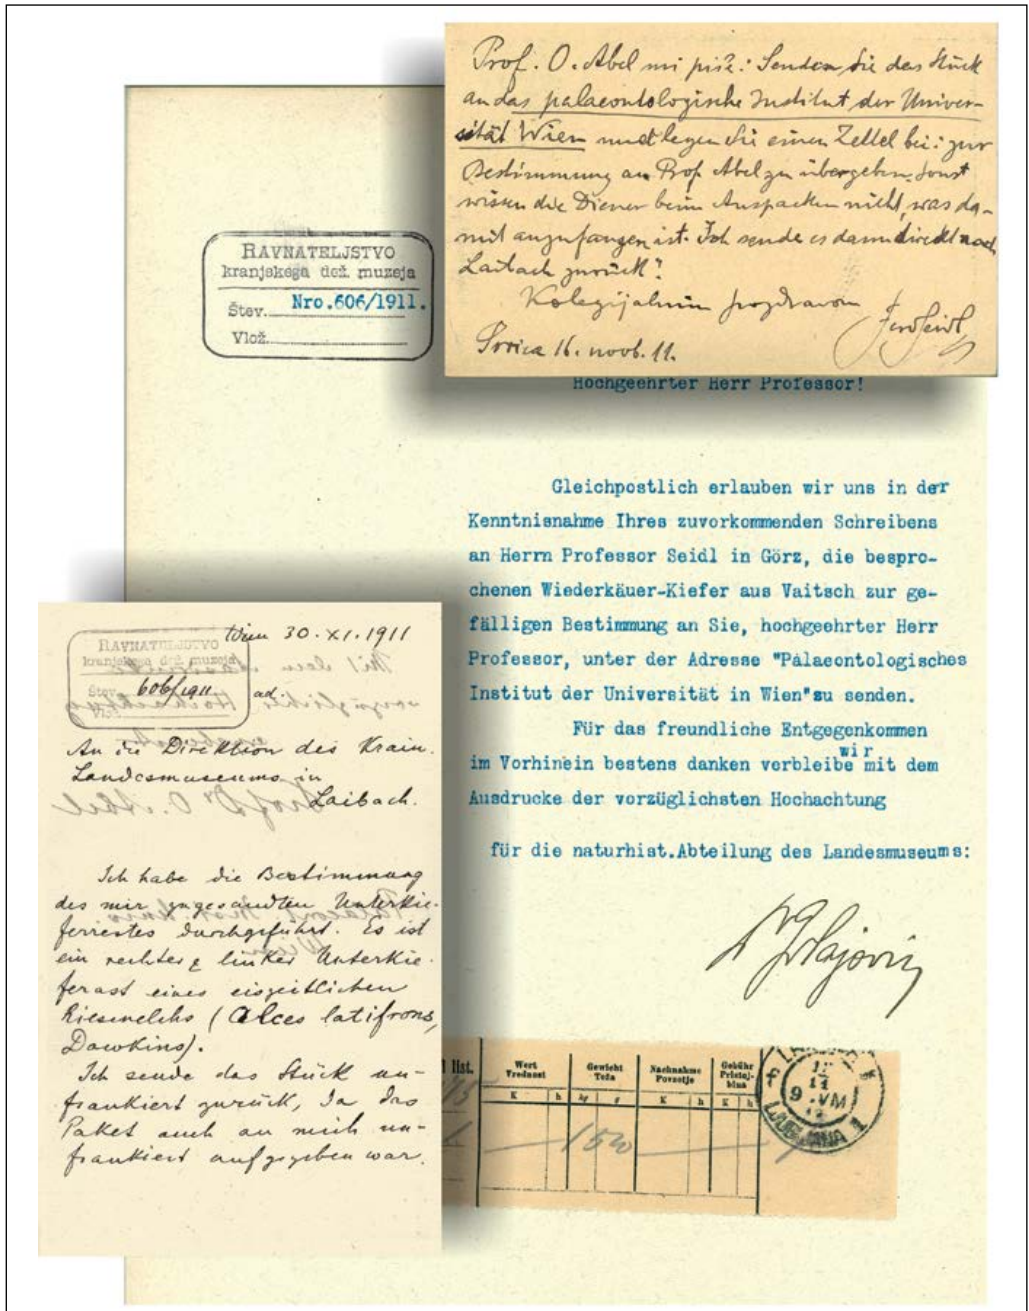 Prof. O. Abel mi piše: Senden Sie das Stück
an das palaeontologische Institut der Univer-
sität Wien und legen Sie einen Zettel bei: zur
Bestimmung an Prof. Abel zu übergeben. Sonst
wissen die Diener beim Auspacken nicht, was da-
mit anzufangen ist. Ich sende es dann direkt nach
Laibach zurück!
Kolegijalnim pozdravom
Ferd Seidl
Gorica 16. novb. 11.
RAVNATELJSTVO
kranjskega dež. muzeja
Štev. Nro.606/1911.
Vlož.
Hochgeehrter Herr Professor!
Gleichpostlich erlauben wir uns in der
Kenntnisnahme Ihres zuvorkommenden Schreibens
an Herrn Professor Seidl in Görz, die bespro-
chenen Wiederkäuer-Kiefer aus Vaitsch zur ge-
fälligen Bestimmung an Sie, hochgeehrter Herr
Professor, unter der Adresse "Palaeontologisches
Institut der Universität in Wien"zu senden.
Für das freundliche Entgegenkommen
wir
im Vorhinein bestens danken verbleibe mit dem
Ausdrucke der vorzüglichsten Hochachtung
für die naturhist.Abteilung des Landesmuseums:
Wien 30. XI. 1911
RAVNATELJSTVO
kranjskega dež. muzeja
Štev. 606/1911 ad.
An die Direktion des Krain.
Landesmuseums in
Laibach.
Ich habe die Bestimmung
des mir zugesandten Unterkie-
ferrestes durchgeführt. Es ist
ein rechter & linker Unterkie-
ferast eines eiszeitlichen
Riesenelchs (Alces latifrons,
Dawkins).
Ich sende das Stück un-
frankiert zurück, da das
Paket auch an mich un-
frankiert aufgegeben war.
Wert Gewicht Nachnahme Gebühr
Vrednost Teža Povzetje Pristoj-
bina
K h kg g K h K h
1 500
LJUBLJANA 1